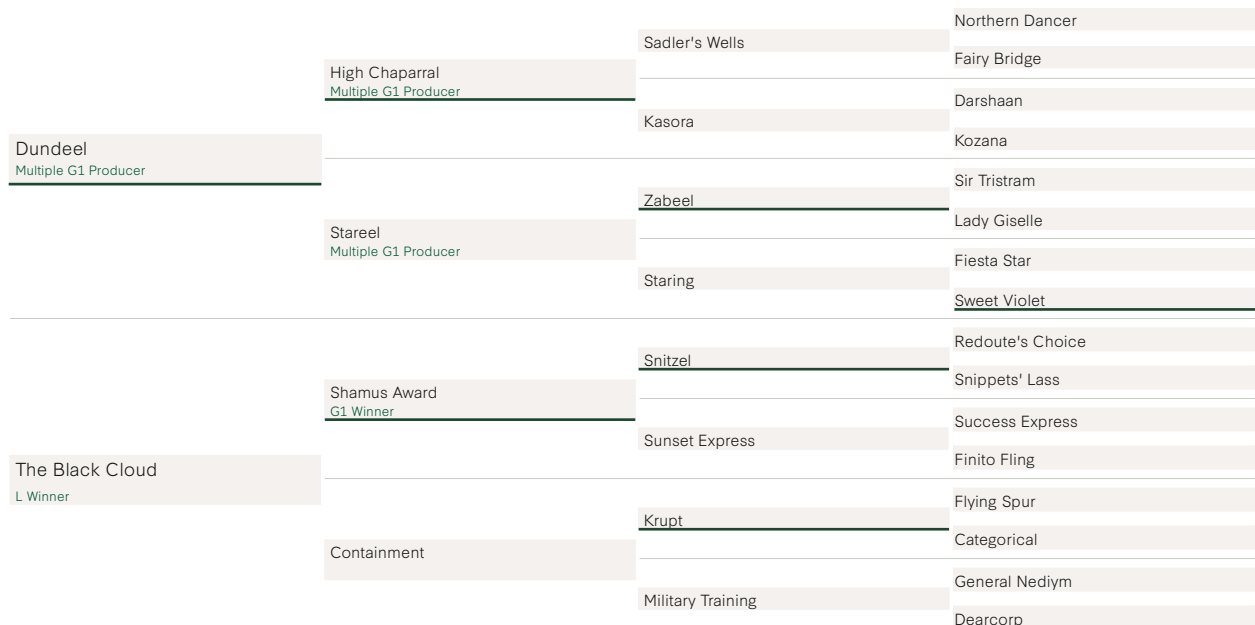 Northern Dancer
Sadler's Wells
Fairy Bridge
High Chaparral
Multiple G1 Producer
Darshaan
Kasora
Kozana
Dundeel
Multiple G1 Producer
Sir Tristram
Zabeel
Lady Giselle
Stareel
Multiple G1 Producer
Fiesta Star
Staring
Sweet Violet
Redoute's Choice
Snitzel
Snippets' Lass
Shamus Award
G1 Winner
Success Express
Sunset Express
Finito Fling
The Black Cloud
L Winner
Flying Spur
Krupt
Categorical
Containment
General Nediym
Military Training
Dearcorp